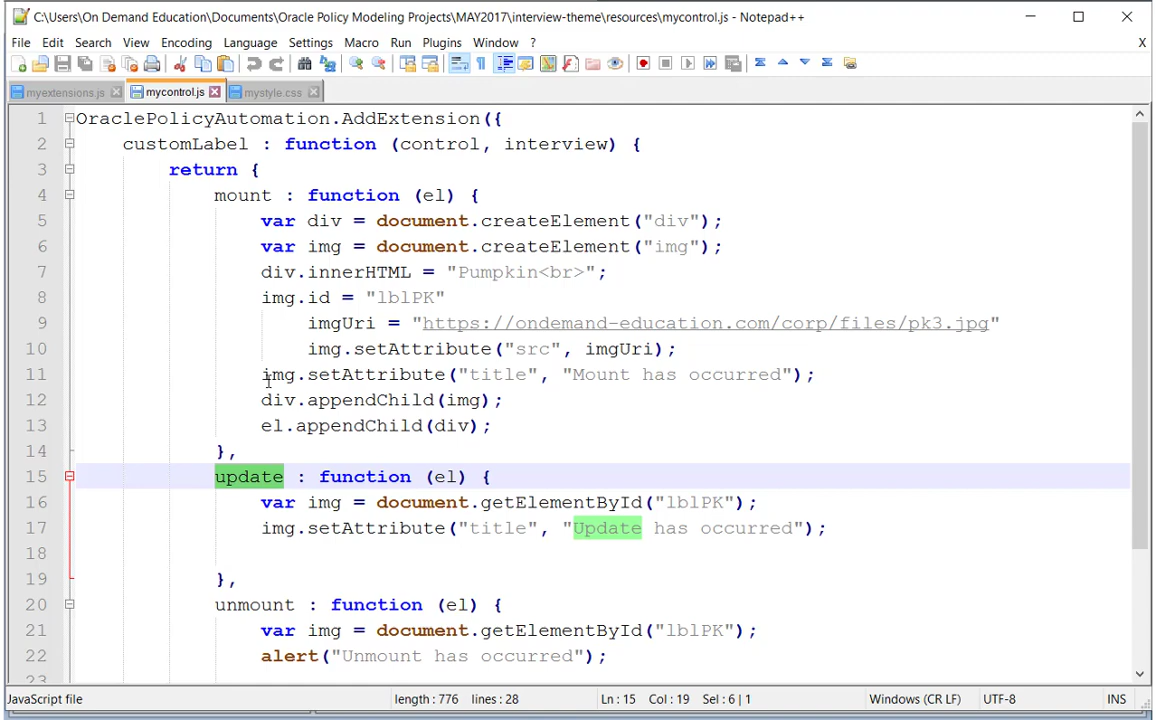 C:\Users\On Demand Education\Documents\Oracle Policy Modeling Projects\MAY2017\interview-theme\resources\mycontrol.js - Notepad++
File Edit Search View Encoding Language Settings Macro Run Plugins Window ? X
myextensions.js mycontrol.js mystyle.css
1 OraclePolicyAutomation.AddExtension({
2 customLabel : function (control, interview) {
3 return {
4 mount : function (el) {
5 var div = document.createElement("div");
6 var img = document.createElement("img");
7 div.innerHTML = "Pumpkin<br>";
8 img.id = "lblPK"
9 imgUri = "https://ondemand-education.com/corp/files/pk3.jpg"
10 img.setAttribute("src", imgUri);
11 img.setAttribute("title", "Mount has occurred");
12 div.appendChild(img);
13 el.appendChild(div);
14 },
15 update : function (el) {
16 var img = document.getElementById("lblPK");
17 img.setAttribute("title", "Update has occurred");
18
19 },
20 unmount : function (el) {
21 var img = document.getElementById("lblPK");
22 alert("Unmount has occurred");
23
JavaScript file length : 776 lines : 28 Ln : 15 Col : 19 Sel : 6 | 1 Windows (CR LF) UTF-8 INS